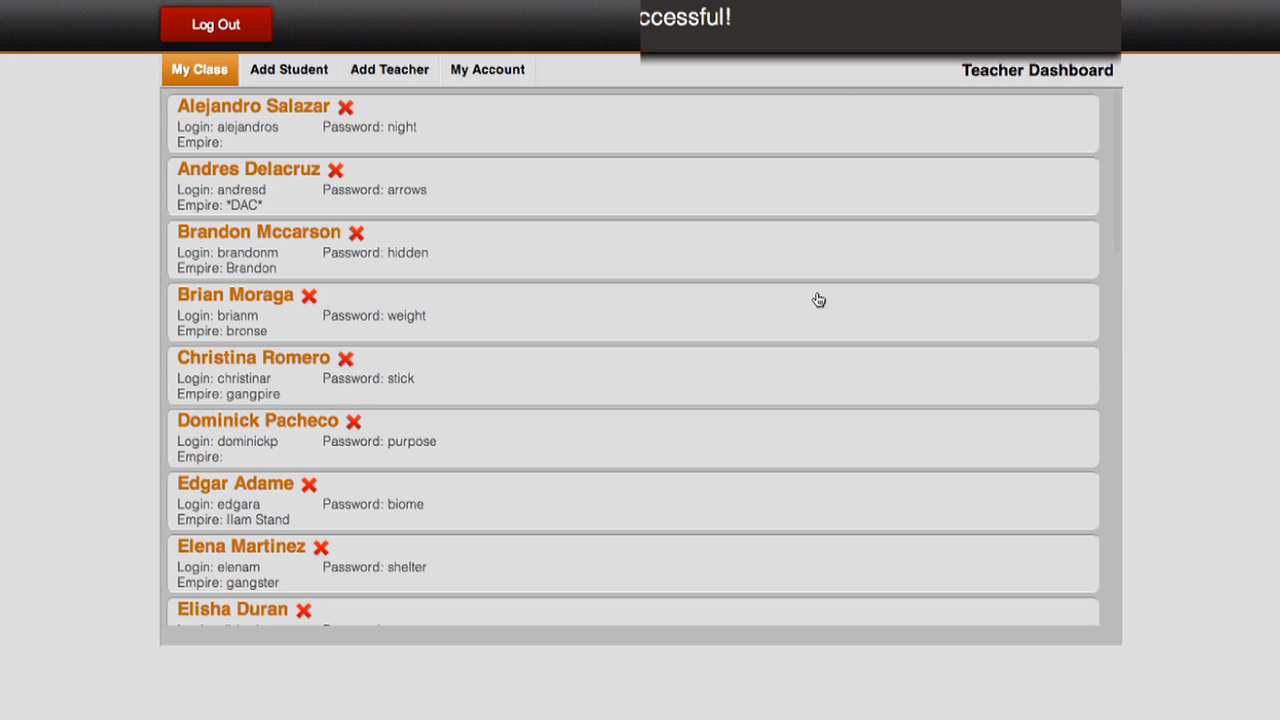 Log Out
ccessful!
My Class Add Student Add Teacher My Account Teacher Dashboard
Alejandro Salazar
Login: alejandros Password: night
Empire:
Andres Delacruz
Login: andresd Password: arrows
Empire: *DAC*
Brandon Mccarson
Login: brandonm Password: hidden
Empire: Brandon
Brian Moraga
Login: brianm Password: weight
Empire: bronse
Christina Romero
Login: christinar Password: stick
Empire: gangpire
Dominick Pacheco
Login: dominickp Password: purpose
Empire:
Edgar Adame
Login: edgara Password: biome
Empire: llam Stand
Elena Martinez
Login: elenam Password: shelter
Empire: gangster
Elisha Duran